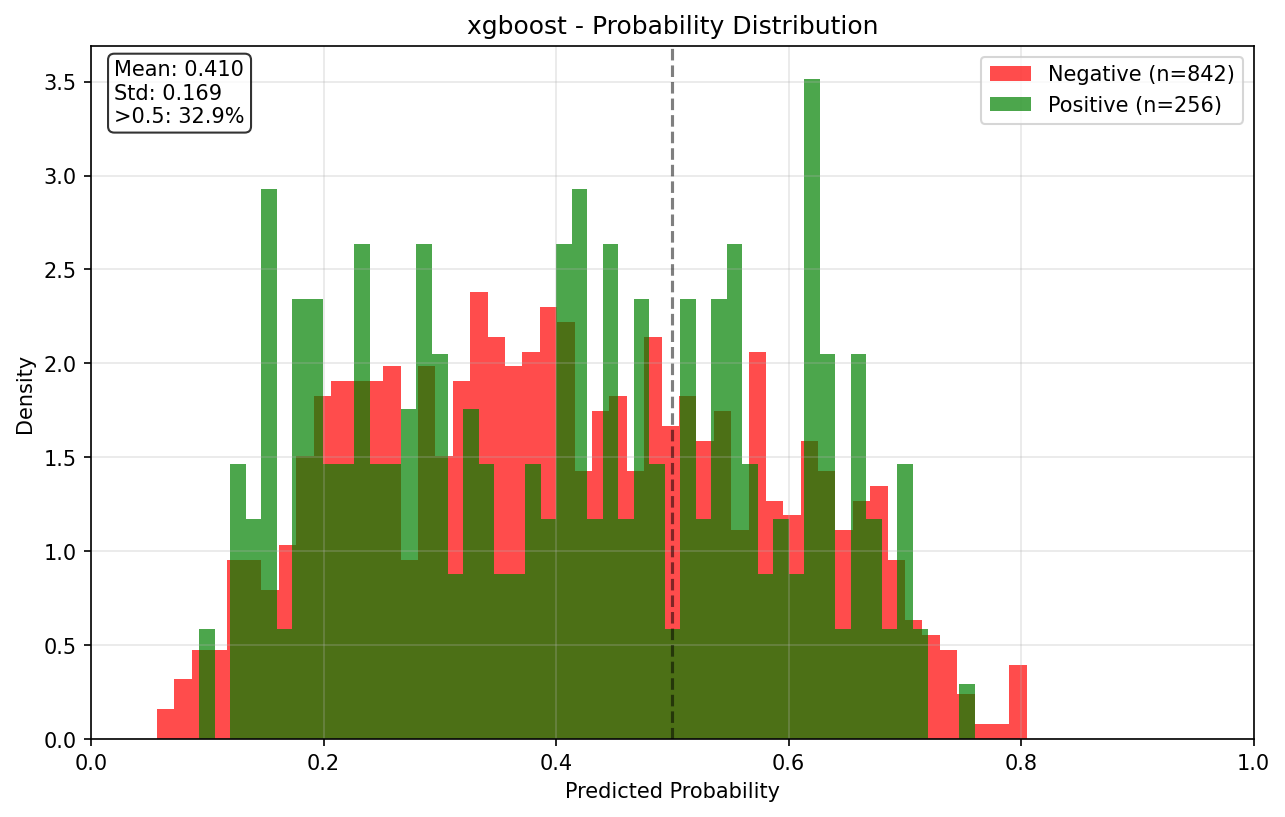 xgboost - Probability Distribution
Mean: 0.410
Std: 0.169
>0.5: 32.9%
Negative (n=842)
Positive (n=256)
3.5
3.0
2.5
2.0
1.5
1.0
0.5
0.0
Density
0.0 0.2 0.4 0.6 0.8 1.0
Predicted Probability